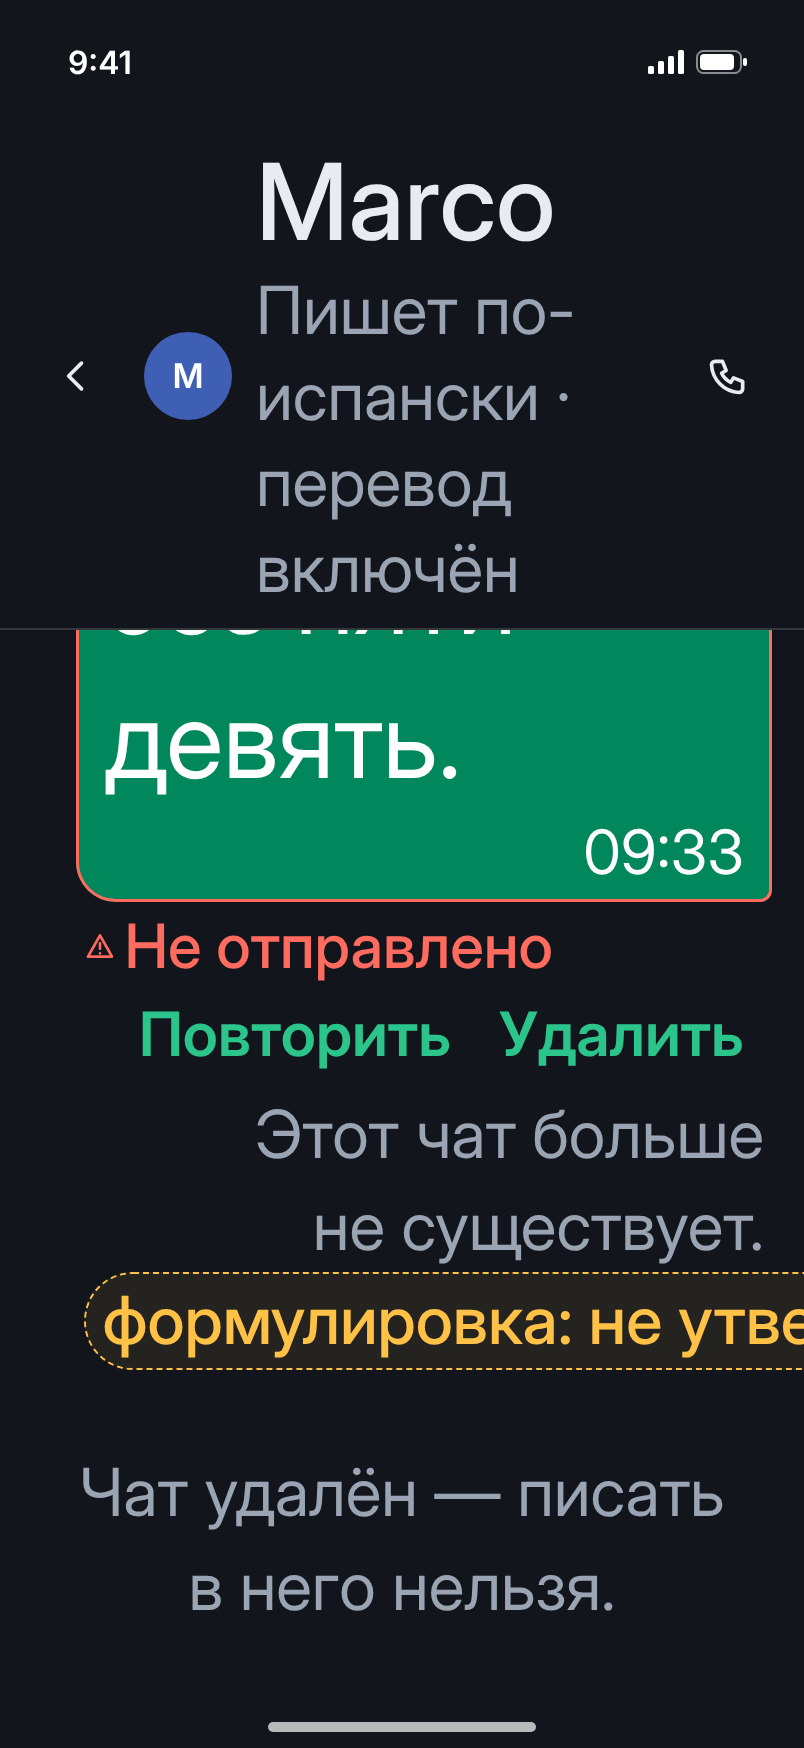 9:41
Marco
Пишет по-
испански ·
перевод
включён
M
девять.
09:33
Не отправлено
Повторить Удалить
Этот чат больше
не существует.
формулировка: не
Чат удалён — писать
в него нельзя.